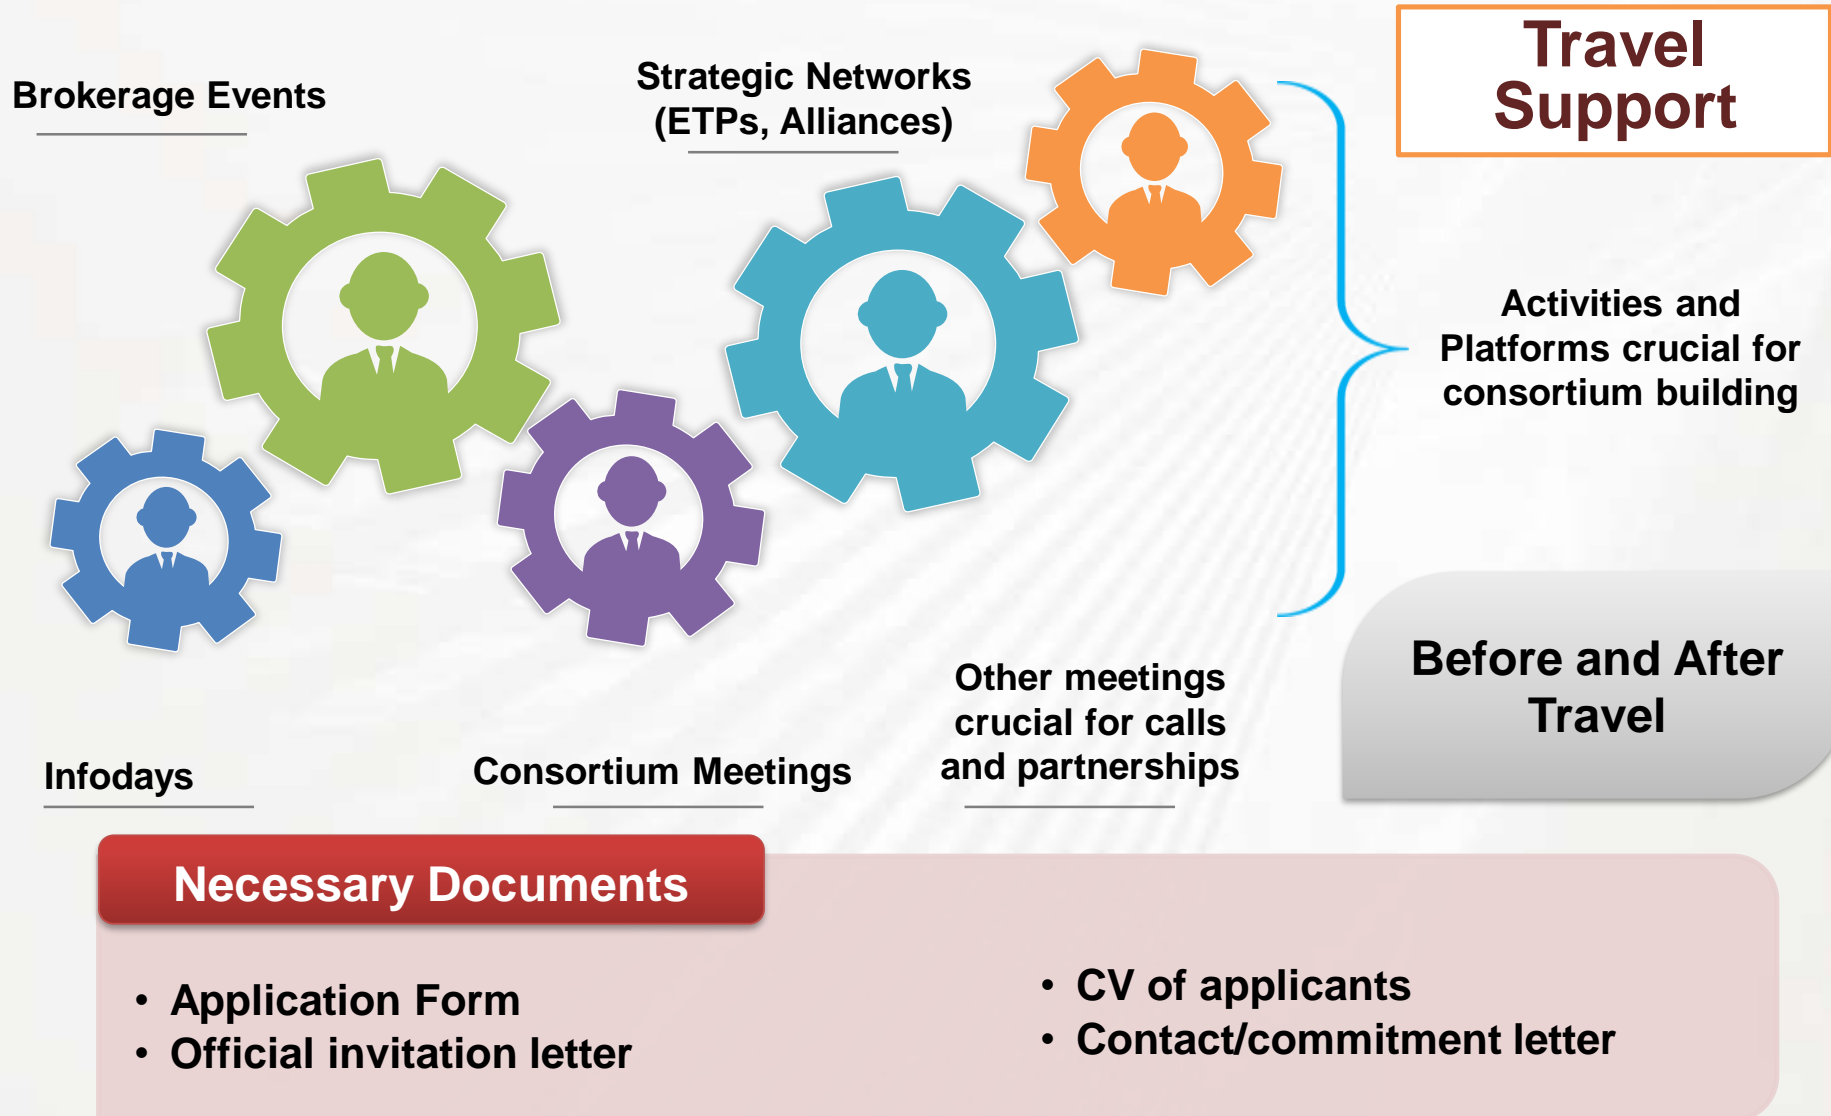 Travel
Support
Brokerage Events
Strategic Networks
(ETPs, Alliances)
Activities and
Platforms crucial for
consortium building
Infodays
Consortium Meetings
Other meetings
crucial for calls
and partnerships
Before and After
Travel
Necessary Documents
• Application Form
• Official invitation letter
• CV of applicants
• Contact/commitment letter